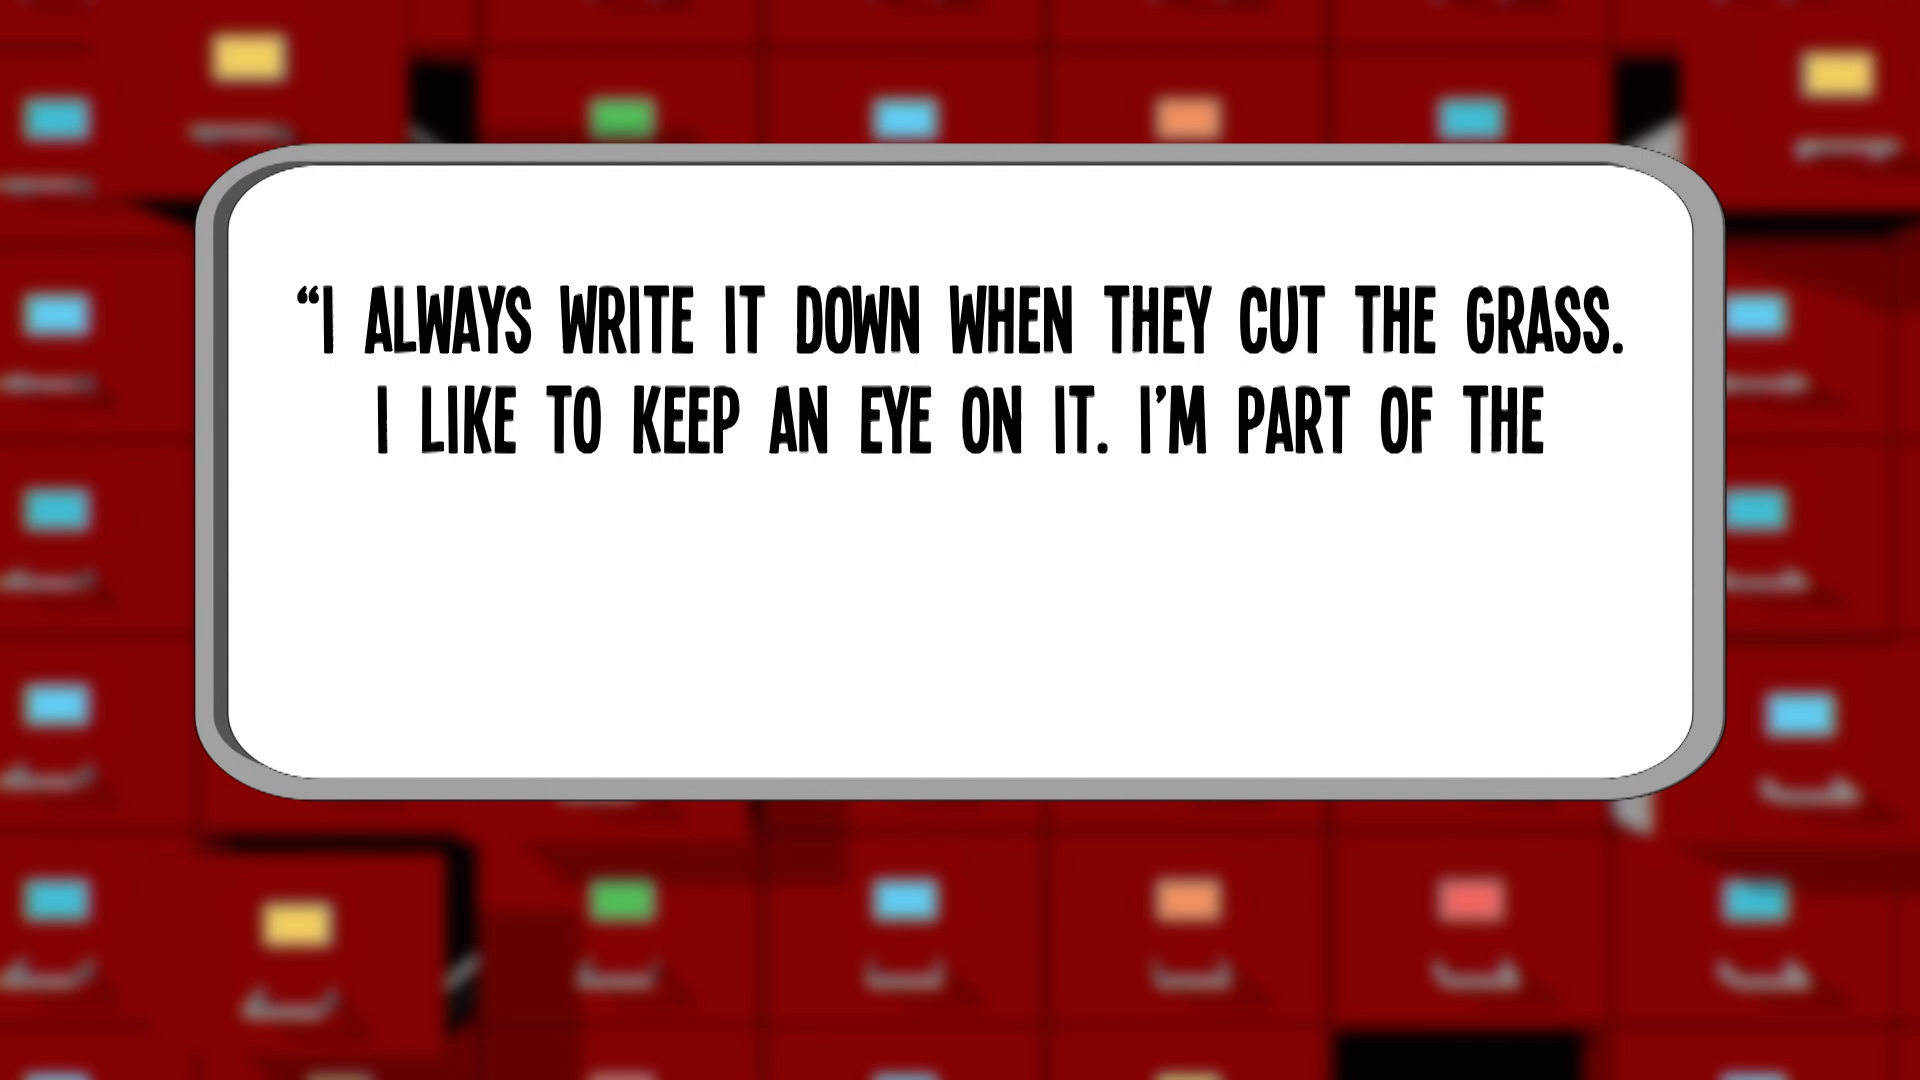 “I ALWAYS WRITE IT DOWN WHEN THEY CUT THE GRASS.
I LIKE TO KEEP AN EYE ON IT. I’M PART OF THE